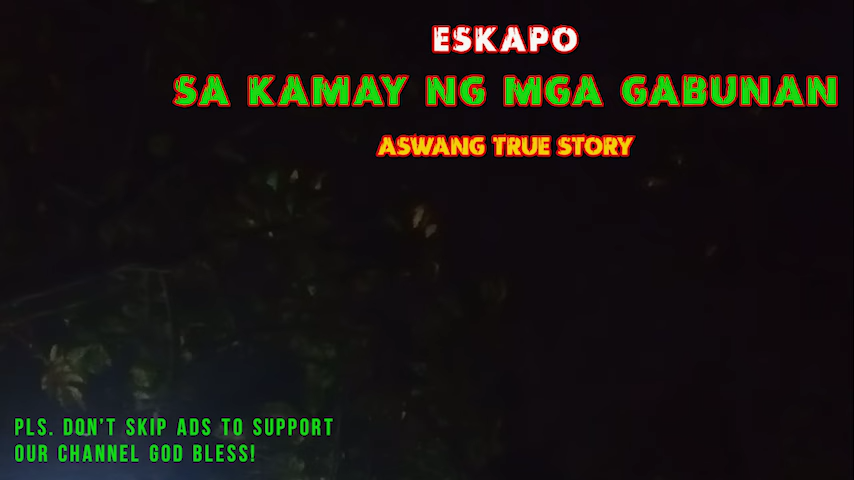 ESKAPO
SA KAMAY NG MGA GABUNAN
ASWANG TRUE STORY
PLS. DON'T SKIP ADS TO SUPPORT
OUR CHANNEL GOD BLESS!